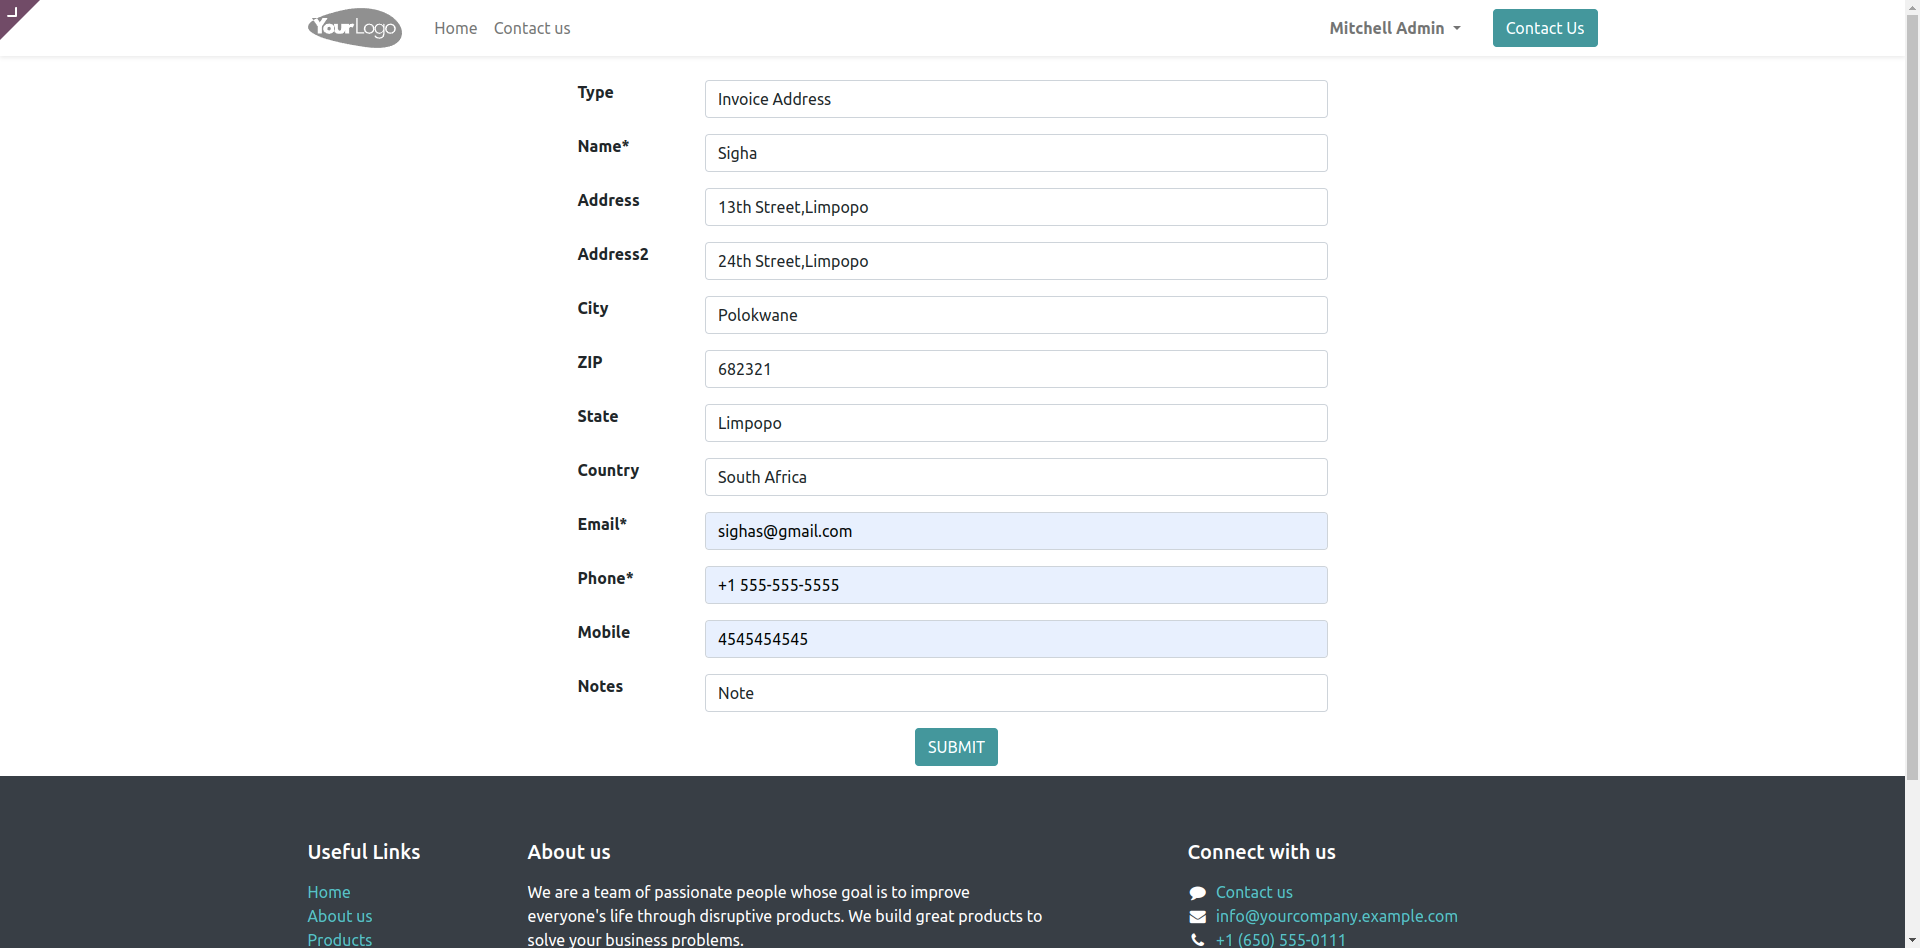 YourLogo Home Contact us Mitchell Admin Contact Us
Type Invoice Address
Name* Sigha
Address 13th Street,Limpopo
Address2 24th Street,Limpopo
City Polokwane
ZIP 682321
State Limpopo
Country South Africa
Email* sighas@gmail.com
Phone* +1 555-555-5555
Mobile 4545454545
Notes Note
SUBMIT
Useful Links
Home
About us
Products
About us
We are a team of passionate people whose goal is to improve
everyone's life through disruptive products. We build great products to
solve your business problems.
Connect with us
Contact us
info@yourcompany.example.com
+1 (650) 555-0111